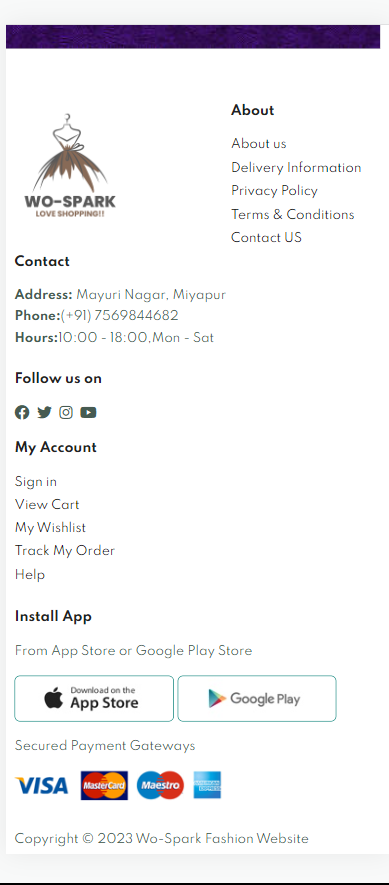 WO-SPARK
LOVE SHOPPING!!
Contact
Address: Mayuri Nagar, Miyapur
Phone:(+91) 7569844682
Hours:10:00 - 18:00,Mon - Sat
Follow us on
About
About us
Delivery Information
Privacy Policy
Terms & Conditions
Contact US
My Account
Sign in
View Cart
My Wishlist
Track My Order
Help
Install App
From App Store or Google Play Store
Download on the
App Store
Google Play
Secured Payment Gateways
VISA
MasterCard
Maestro
Copyright © 2023 Wo-Spark Fashion Website